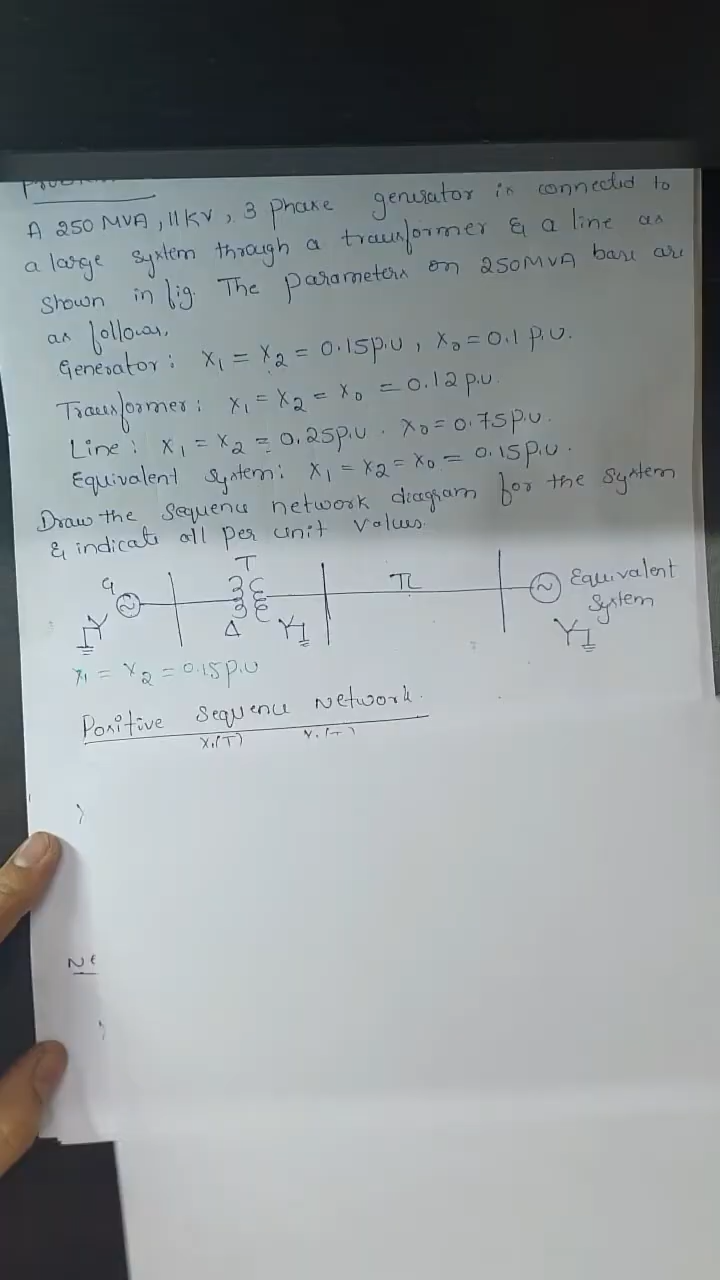 A 250 MVA, 11KV, 3 Phase generator is connected to
a large system through a transformer & a line as
shown in fig. The parameters on 250MVA base are
as follows,
Generator: X₁ = X₂ = 0.15p.u, X₀ = 0.1 p.u.
Transformer: X₁ = X₂ = X₀ = 0.12 p.u.
Line: X₁ = X₂ = 0.25p.u. X₀ = 0.75p.u.
Equivalent system: X₁ = X₂ = X₀ = 0.15p.u.
Draw the sequence network diagram for the system
& indicate all per unit values.
G T TL Equivalent
System
Δ
X₁ = X₂ = 0.15p.u
Positive Sequence Network.
X₁(T)